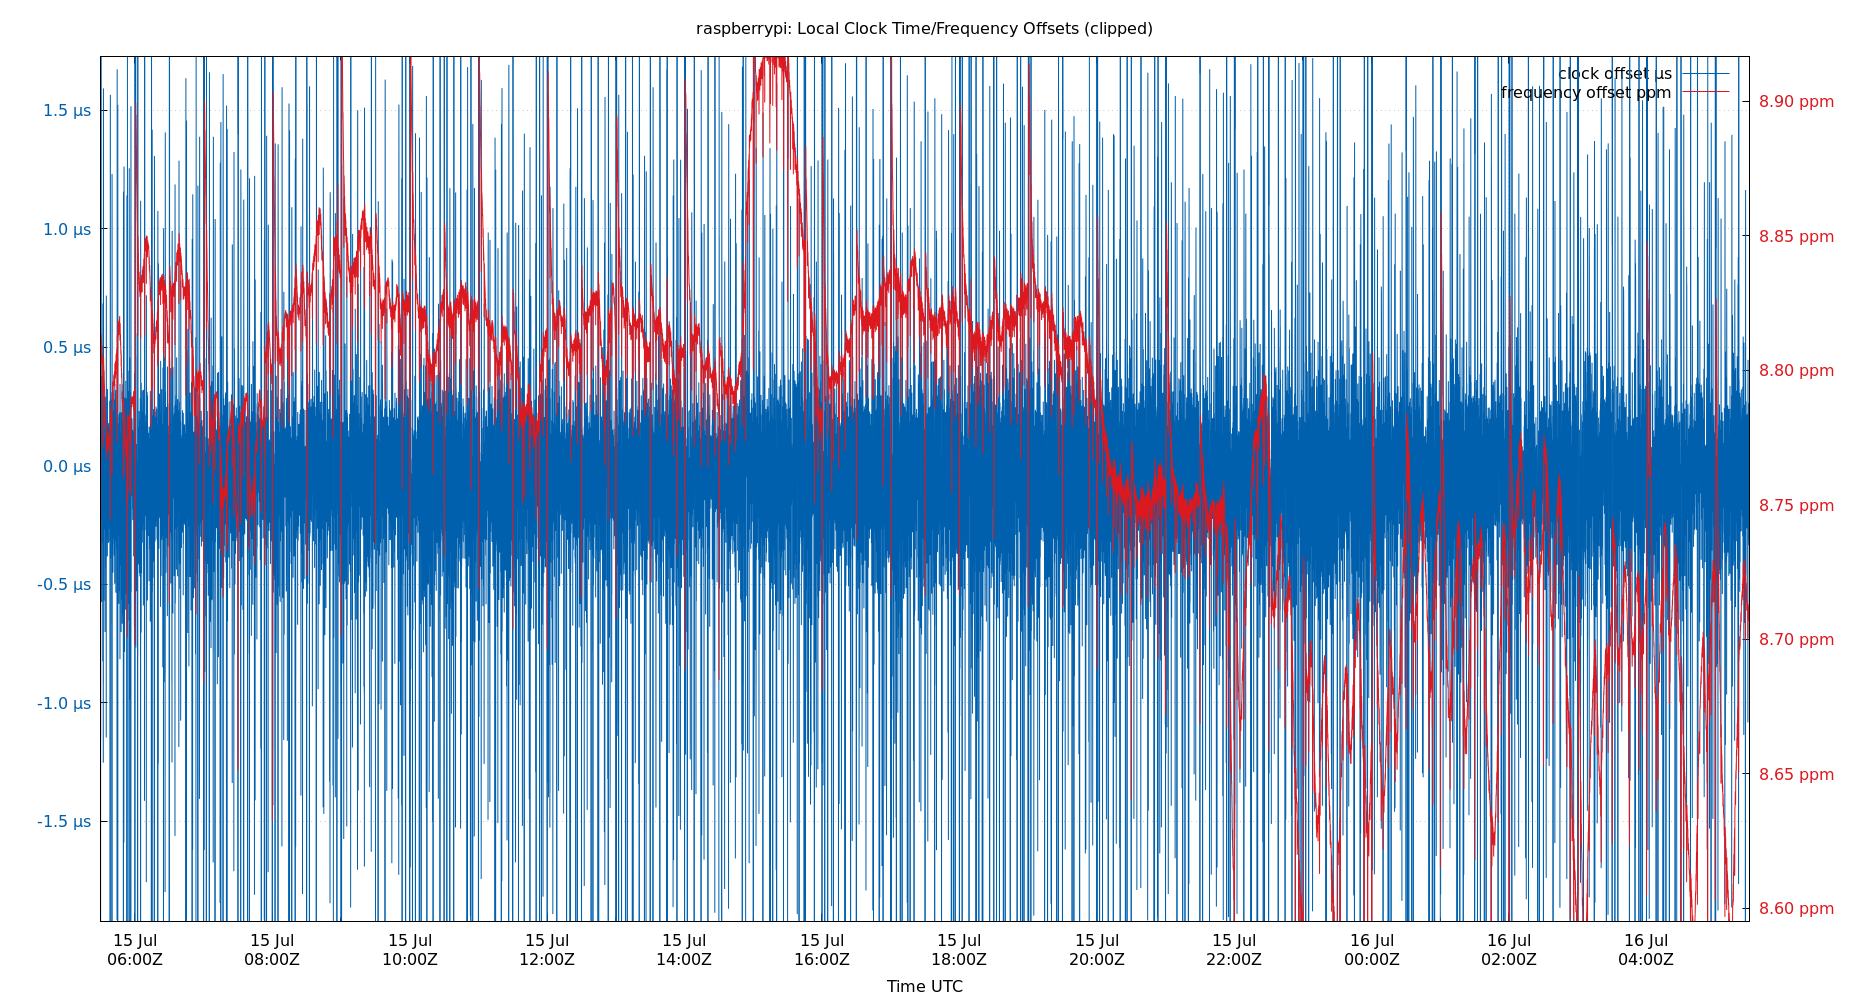 raspberrypi: Local Clock Time/Frequency Offsets (clipped)
clock offset µs
frequency offset ppm
1.5 µs
1.0 µs
0.5 µs
0.0 µs
-0.5 µs
-1.0 µs
-1.5 µs
8.90 ppm
8.85 ppm
8.80 ppm
8.75 ppm
8.70 ppm
8.65 ppm
8.60 ppm
15 Jul 15 Jul 15 Jul 15 Jul 15 Jul 15 Jul 15 Jul 15 Jul 15 Jul 16 Jul 16 Jul 16 Jul
06:00Z 08:00Z 10:00Z 12:00Z 14:00Z 16:00Z 18:00Z 20:00Z 22:00Z 00:00Z 02:00Z 04:00Z
Time UTC